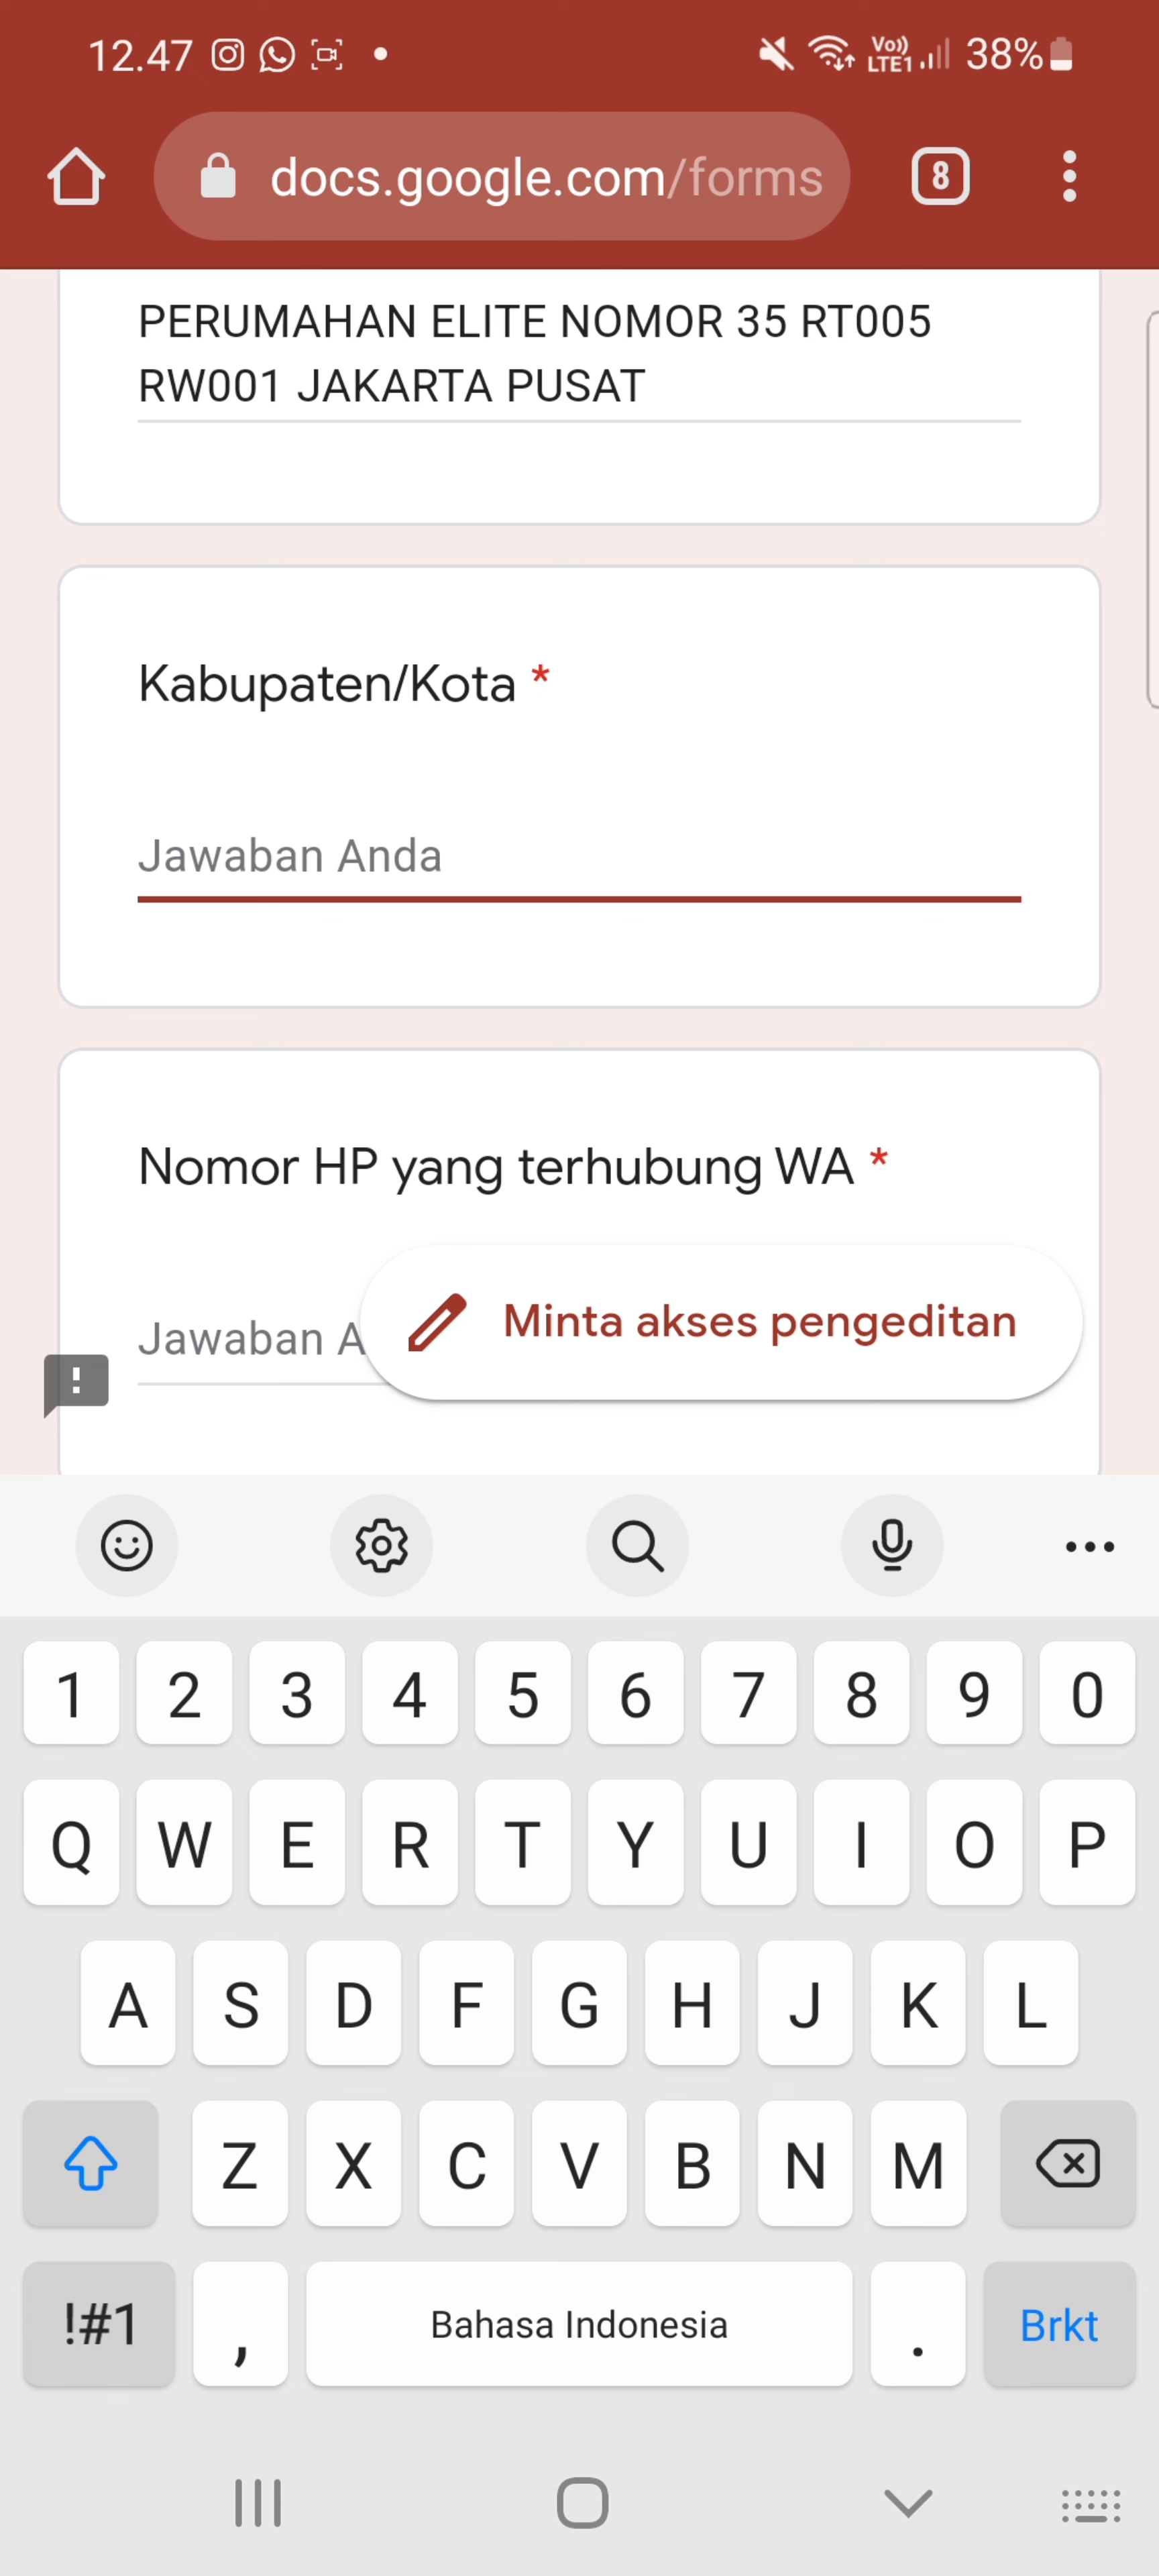 12.47 Vo)) LTE1 38%
docs.google.com/forms 8
PERUMAHAN ELITE NOMOR 35 RT005
RW001 JAKARTA PUSAT
Kabupaten/Kota *
Jawaban Anda
Nomor HP yang terhubung WA *
Jawaban A
Minta akses pengeditan
1 2 3 4 5 6 7 8 9 0
Q W E R T Y U I O P
A S D F G H J K L
Z X C V B N M
!#1 , Bahasa Indonesia . Brkt